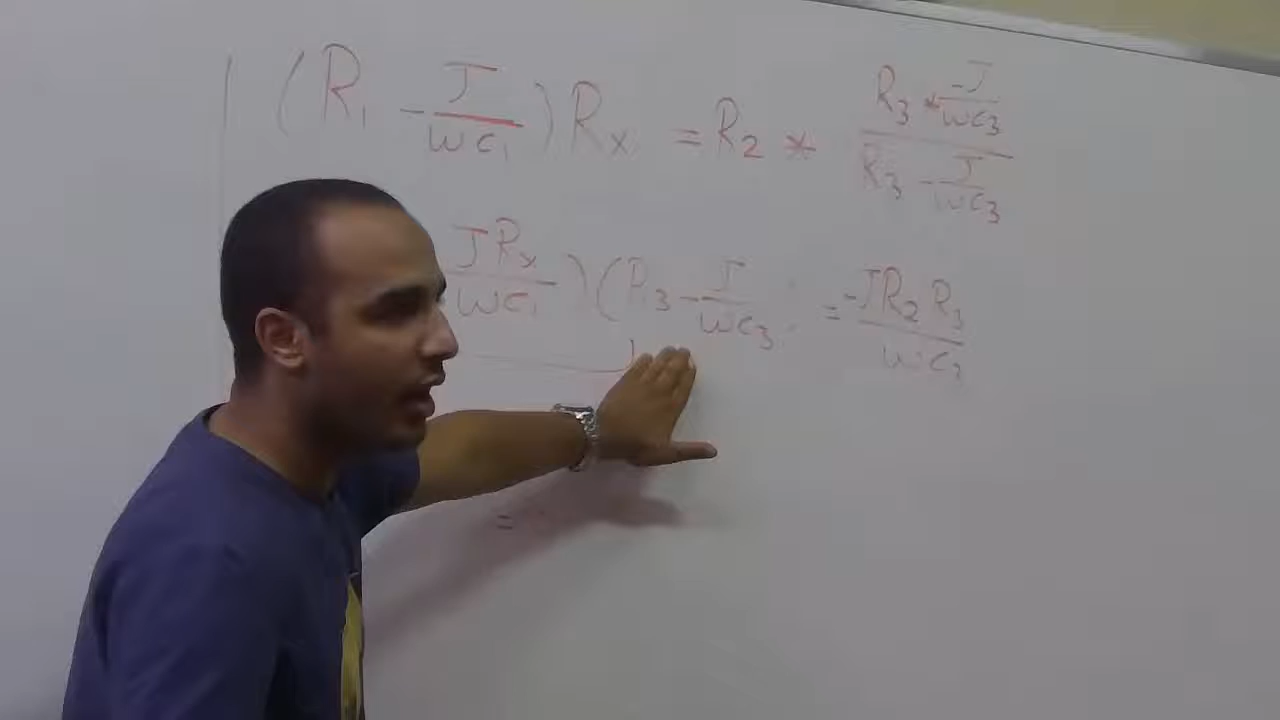 | (R₁ - J/wc₁) Rₓ = R₂ * (R₃ * -J/wc₃)/(R₃ - J/wc₃)
JRₓ/wc₁ ) (R₃ - J/wc₃ = -JR₂R₃/wc₃
=